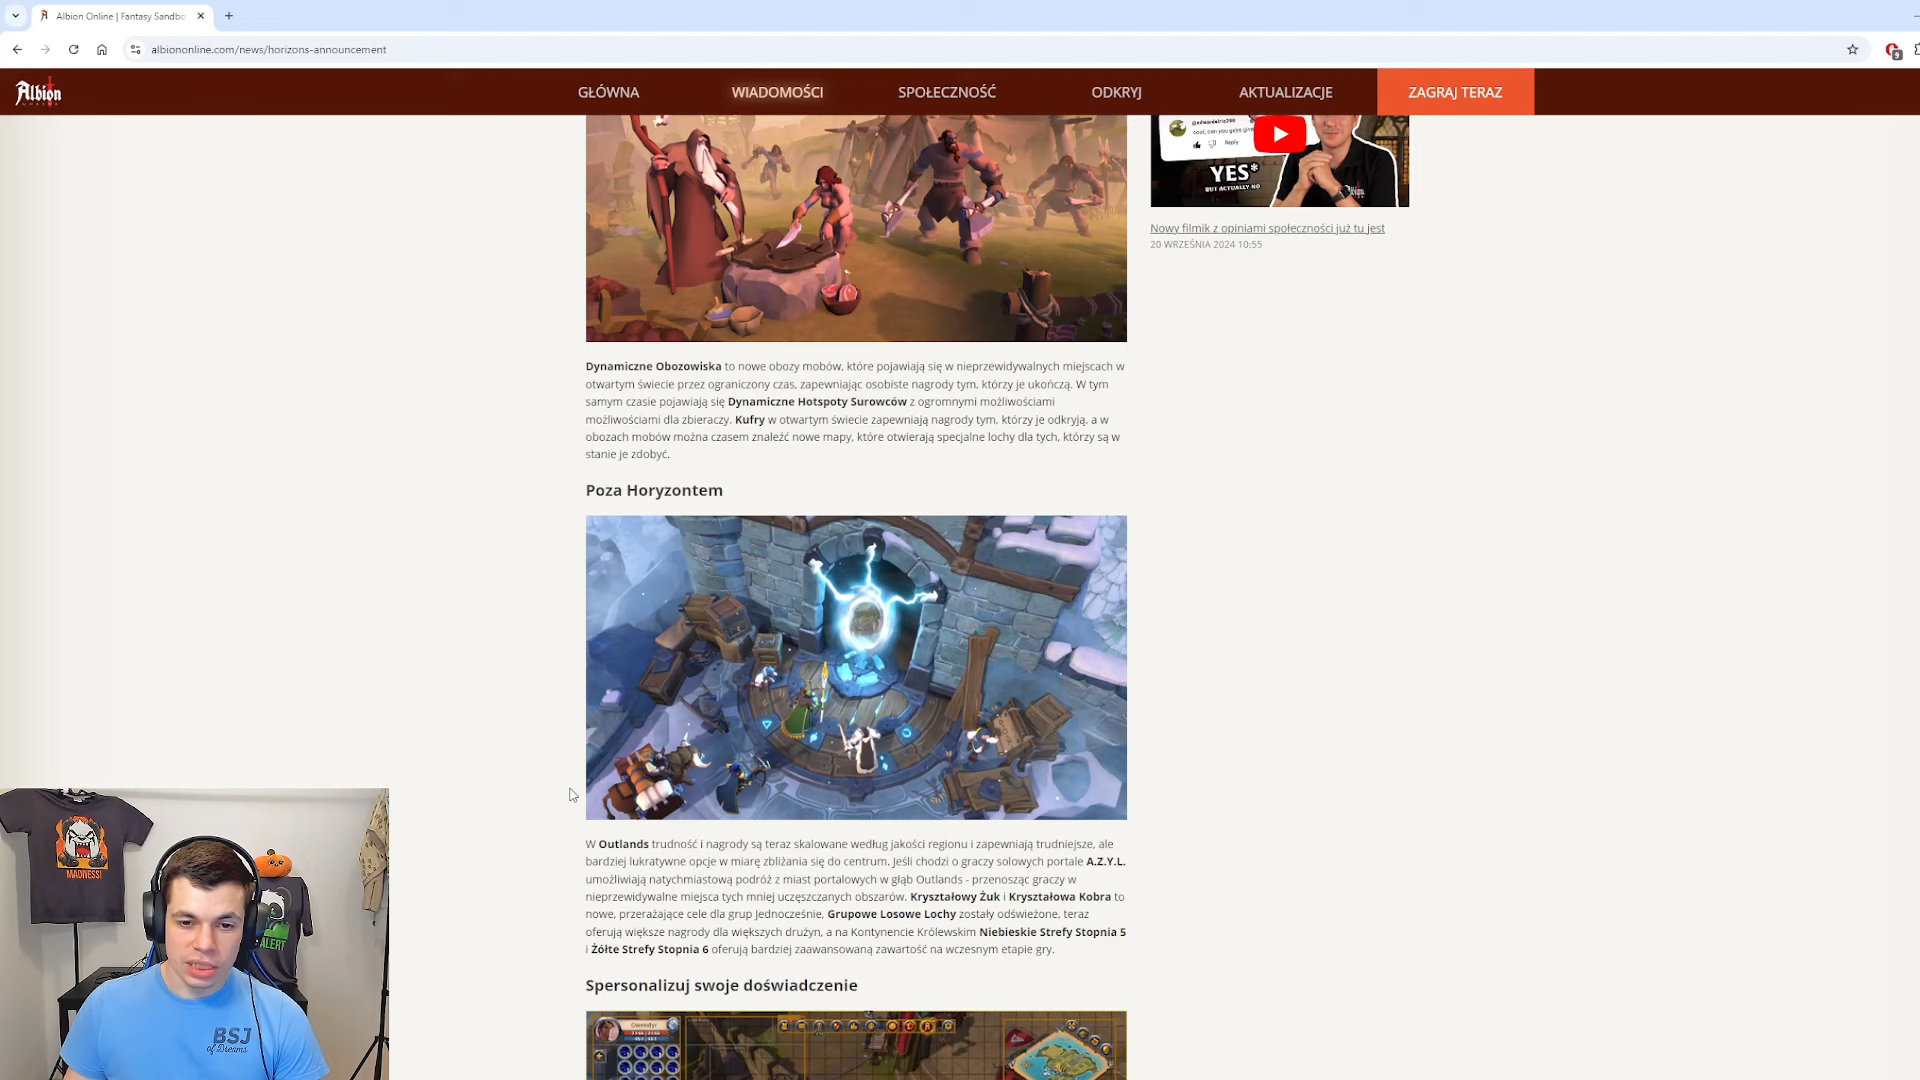 Albion Online | Fantasy Sandbo
albiononline.com/news/horizons-announcement
9
Albion
GŁÓWNA
WIADOMOŚCI
SPOŁECZNOŚĆ
ODKRYJ
AKTUALIZACJE
ZAGRAJ TERAZ
Reply
YES*
BUT ACTUALLY NO
Nowy filmik z opiniami społeczności już tu jest
20 WRZEŚNIA 2024 10:55
Dynamiczne Obozowiska to nowe obozy mobów, które pojawiają się w nieprzewidywalnych miejscach w
otwartym świecie przez ograniczony czas, zapewniając osobiste nagrody tym, którzy je ukończą. W tym
samym czasie pojawiają się Dynamiczne Hotspoty Surowców z ogromnymi możliwościami
możliwościami dla zbieraczy. Kufry w otwartym świecie zapewniają nagrody tym, którzy je odkryją, a w
obozach mobów można czasem znaleźć nowe mapy, które otwierają specjalne lochy dla tych, którzy są w
stanie je zdobyć.
Poza Horyzontem
W Outlands trudność i nagrody są teraz skalowane według jakości regionu i zapewniają trudniejsze, ale
bardziej lukratywne opcje w miarę zbliżania się do centrum. Jeśli chodzi o graczy solowych portale A.Z.Y.L.
umożliwiają natychmiastową podróż z miast portalowych w głąb Outlands - przenosząc graczy w
nieprzewidywalne miejsca tych mniej uczęszczanych obszarów. Kryształowy Żuk i Kryształowa Kobra to
nowe, przerażające cele dla grup Jednocześnie, Grupowe Losowe Lochy zostały odświeżone, teraz
oferują większe nagrody dla większych drużyn, a na Kontynencie Królewskim Niebieskie Strefy Stopnia 5
i Żółte Strefy Stopnia 6 oferują bardziej zaawansowaną zawartość na wczesnym etapie gry.
Spersonalizuj swoje doświadczenie
Gwendyr
MADNESS!
ALERT
BSJ
of Dreams